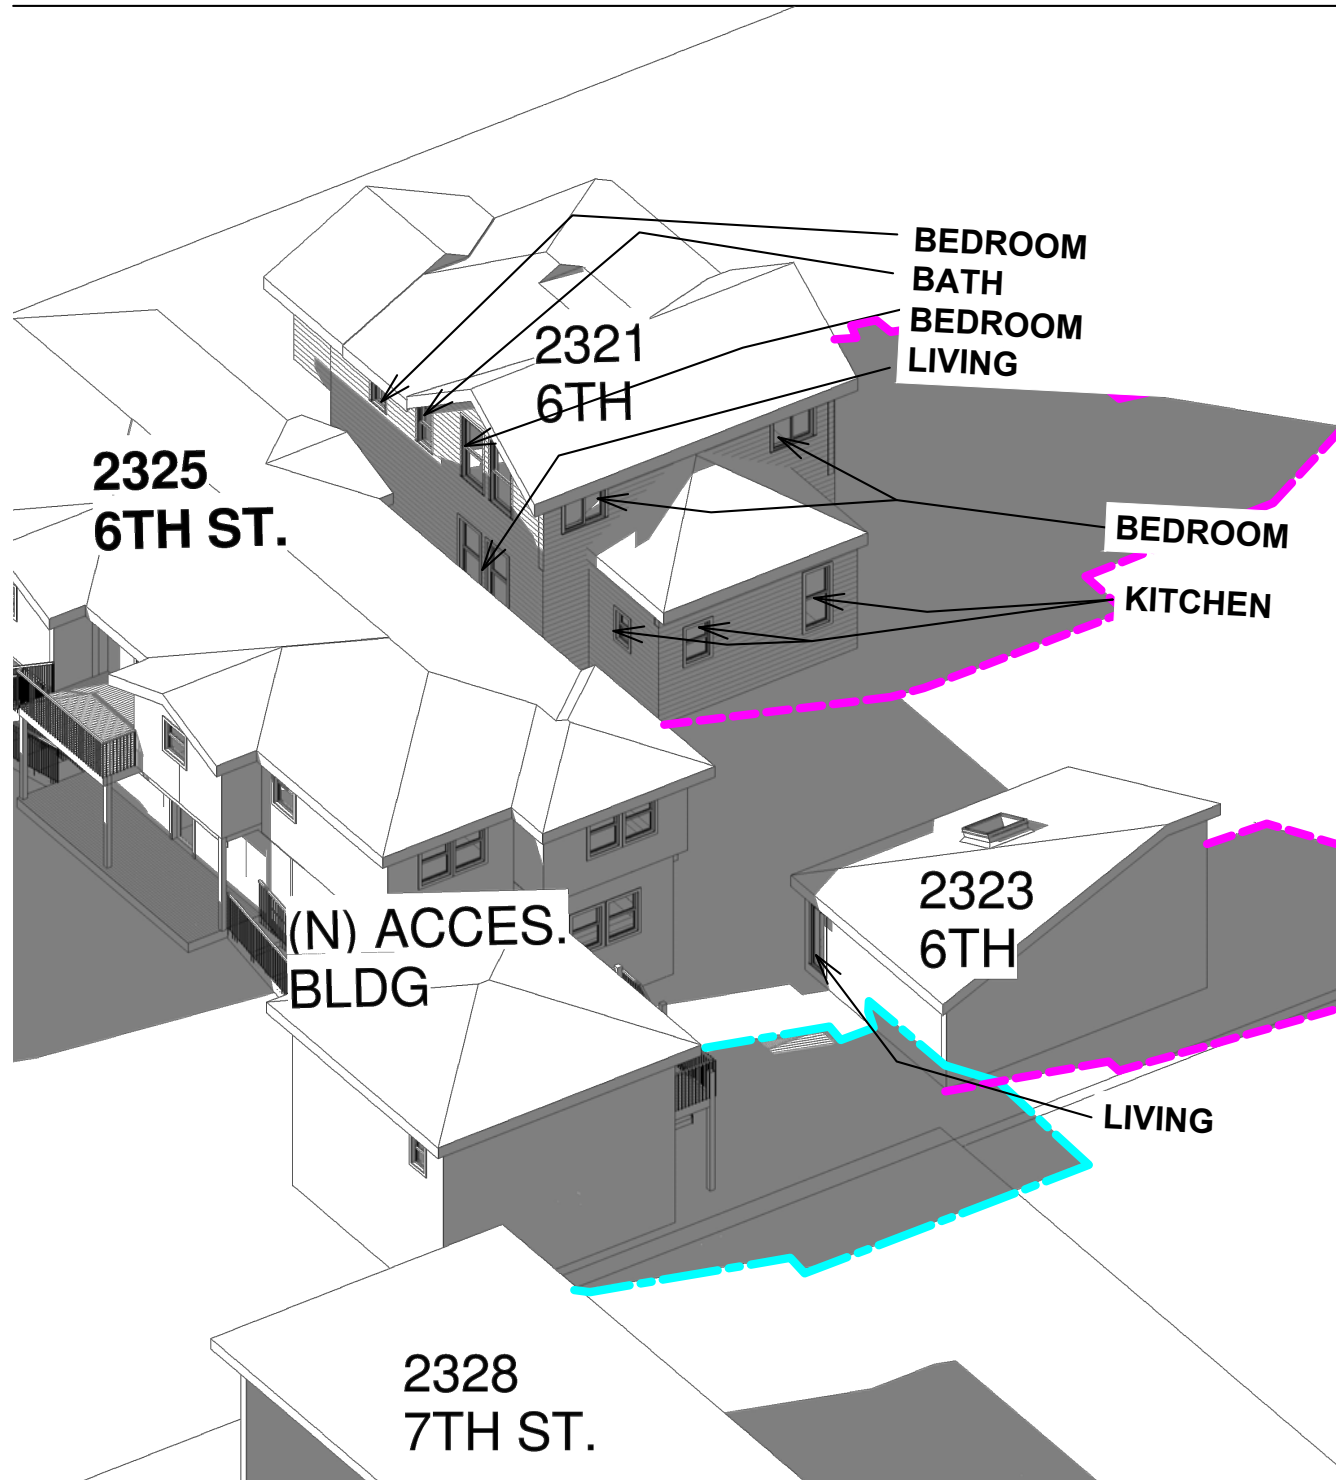 BEDROOM
BATH
BEDROOM
LIVING
2321
6TH
2325
6TH ST.
BEDROOM
KITCHEN
2323
6TH
(N) ACCES.
BLDG
LIVING
2328
7TH ST.